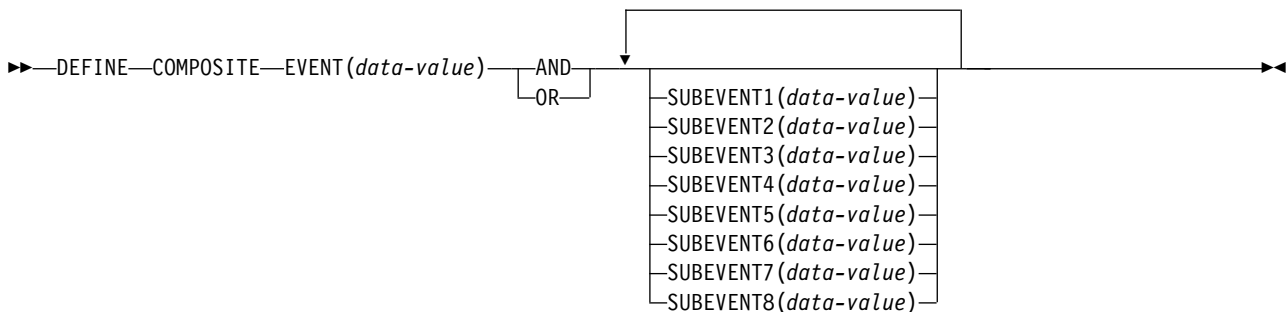 DEFINE COMPOSITE EVENT(data-value) AND
OR
SUBEVENT1(data-value)
SUBEVENT2(data-value)
SUBEVENT3(data-value)
SUBEVENT4(data-value)
SUBEVENT5(data-value)
SUBEVENT6(data-value)
SUBEVENT7(data-value)
SUBEVENT8(data-value)